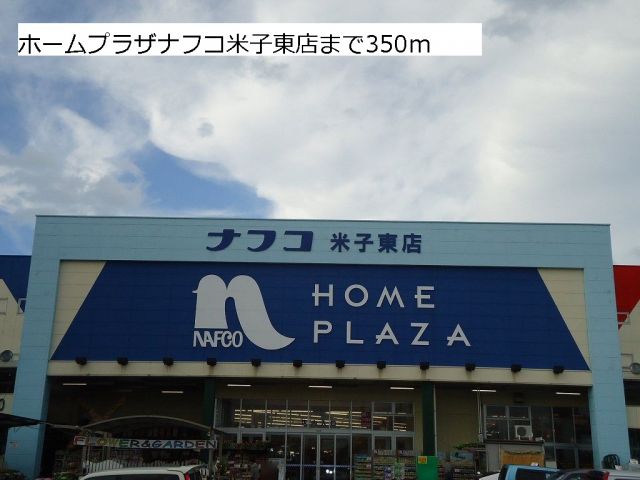 ホームプラザナフコ米子東店まで350m
ナフコ 米子東店
NAFCO
HOME
PLAZA
FLOWER&GARDEN